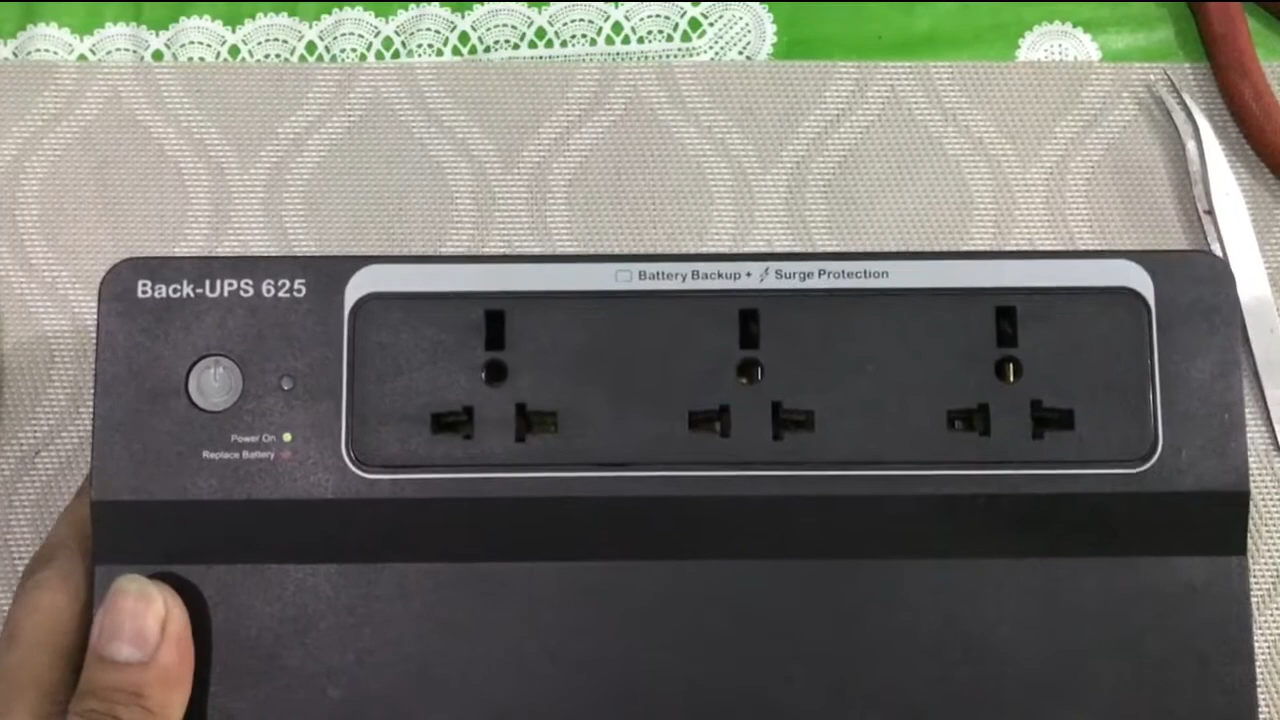 Back-UPS 625
Battery Backup + Surge Protection
Power On
Replace Battery